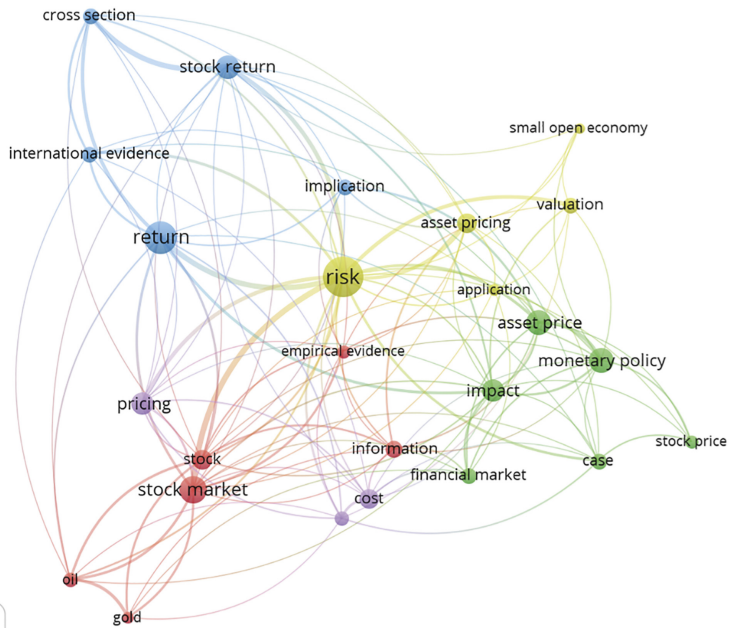 cross section
stock return
small open economy
international evidence
implication
valuation
asset pricing
return
risk
application
asset price
empirical evidence
monetary policy
impact
pricing
stock price
information
stock
case
financial market
stock market
cost
oil
gold